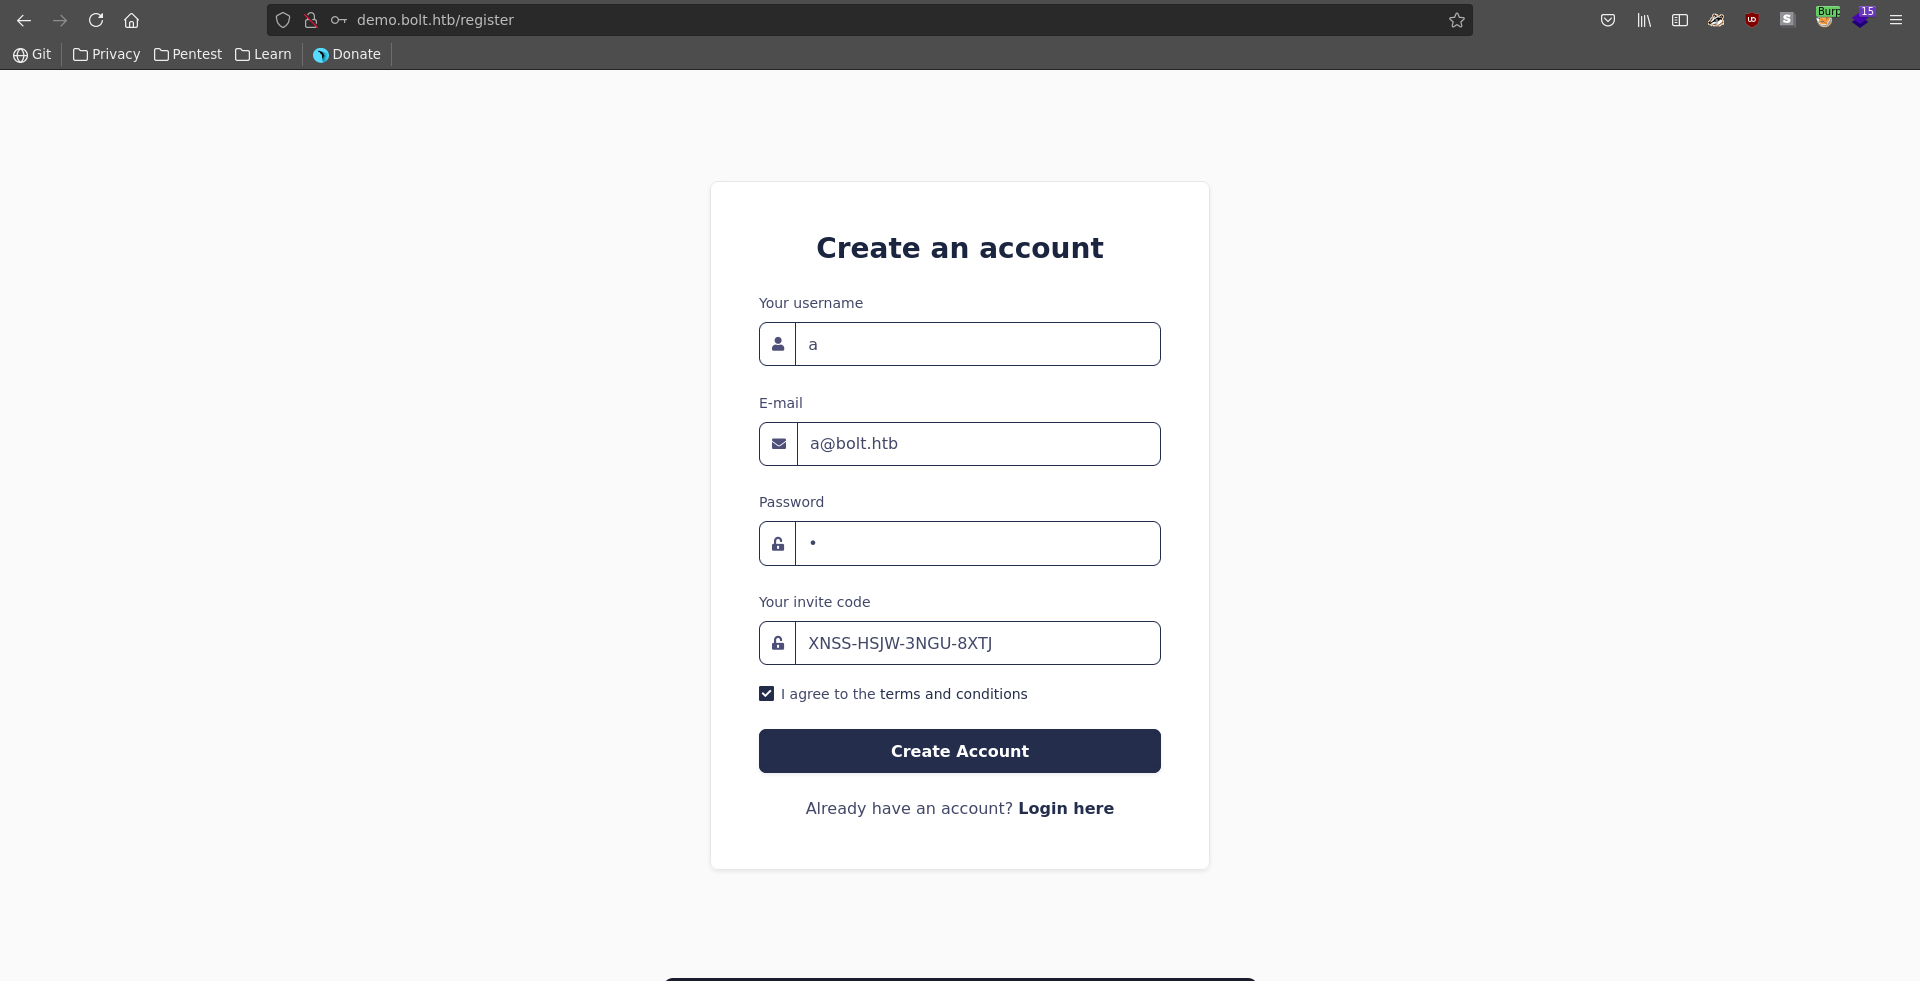 demo.bolt.htb/register
S
Burp
15
Git
Privacy
Pentest
Learn
Donate
Create an account
Your username
a
E-mail
a@bolt.htb
Password
Your invite code
XNSS-HSJW-3NGU-8XTJ
I agree to the terms and conditions
Create Account
Already have an account? Login here